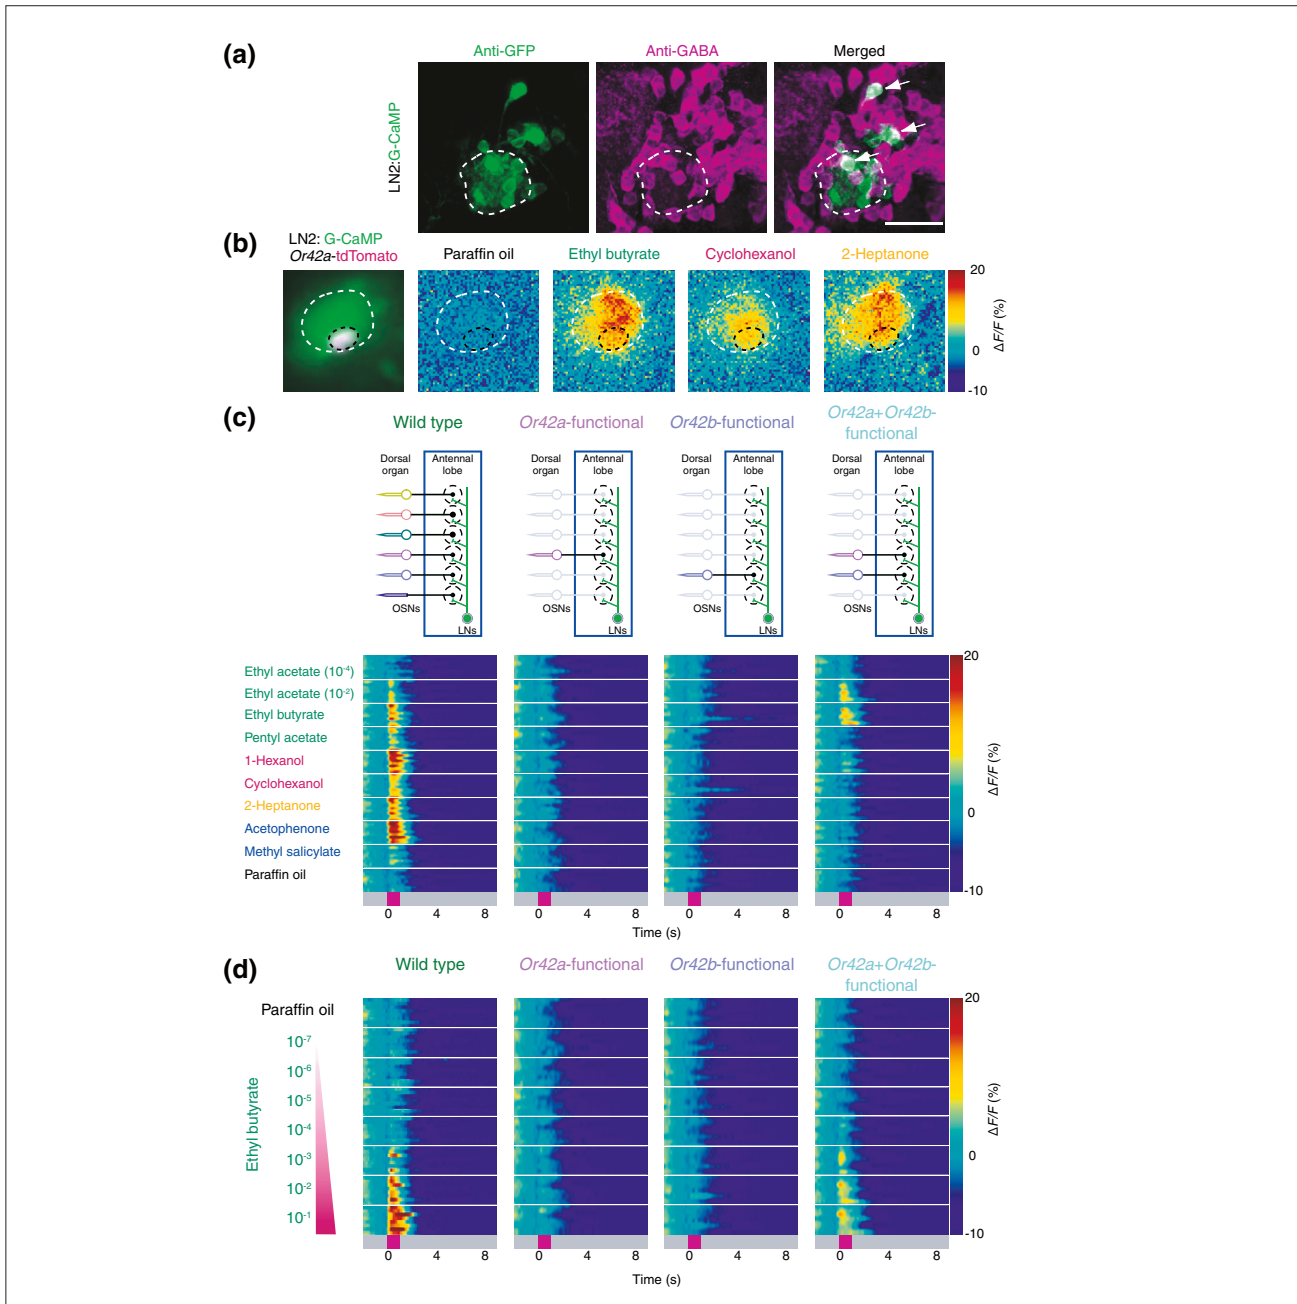 (a)
Anti-GFP Anti-GABA Merged
LN2:G-CaMP
(b)
LN2: G-CaMP
Or42a-tdTomato
Paraffin oil Ethyl butyrate Cyclohexanol 2-Heptanone
20
0
-10
ΔF/F (%)
(c)
Wild type Or42a-functional Or42b-functional Or42a+Or42b-
functional
Dorsal organ Antennal lobe Dorsal organ Antennal lobe Dorsal organ Antennal lobe Dorsal organ Antennal lobe
OSNs OSNs OSNs OSNs
LNs LNs LNs LNs
Ethyl acetate (10⁻⁴)
Ethyl acetate (10⁻²)
Ethyl butyrate
Pentyl acetate
1-Hexanol
Cyclohexanol
2-Heptanone
Acetophenone
Methyl salicylate
Paraffin oil
20
0
-10
ΔF/F (%)
0 4 8 0 4 8 0 4 8 0 4 8
Time (s)
(d)
Wild type Or42a-functional Or42b-functional Or42a+Or42b-
functional
Paraffin oil
Ethyl butyrate
10⁻⁷
10⁻⁶
10⁻⁵
10⁻⁴
10⁻³
10⁻²
10⁻¹
20
0
-10
ΔF/F (%)
0 4 8 0 4 8 0 4 8 0 4 8
Time (s)